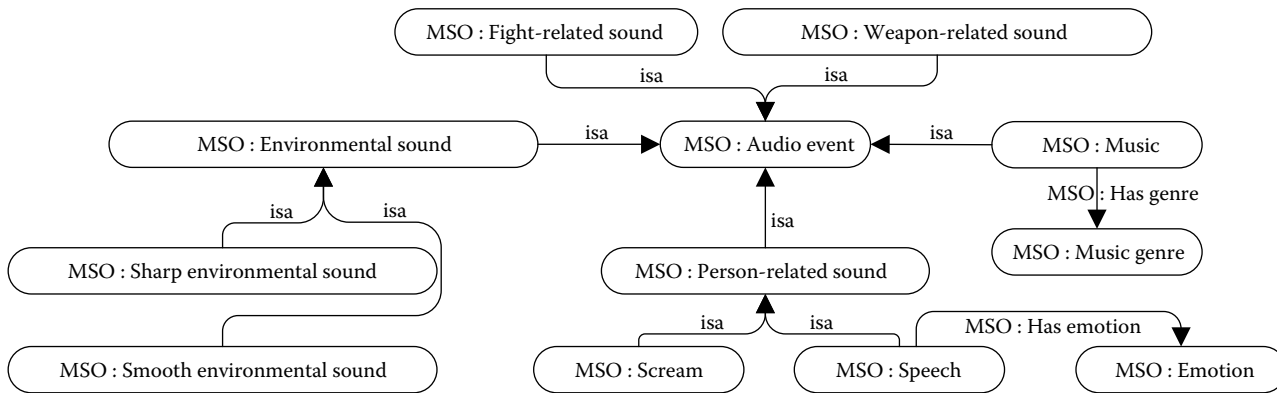 MSO : Fight-related sound
MSO : Weapon-related sound
isa
isa
MSO : Environmental sound
isa
MSO : Audio event
isa
MSO : Music
MSO : Has genre
isa
isa
isa
MSO : Music genre
MSO : Sharp environmental sound
MSO : Person-related sound
isa
isa
MSO : Has emotion
MSO : Smooth environmental sound
MSO : Scream
MSO : Speech
MSO : Emotion